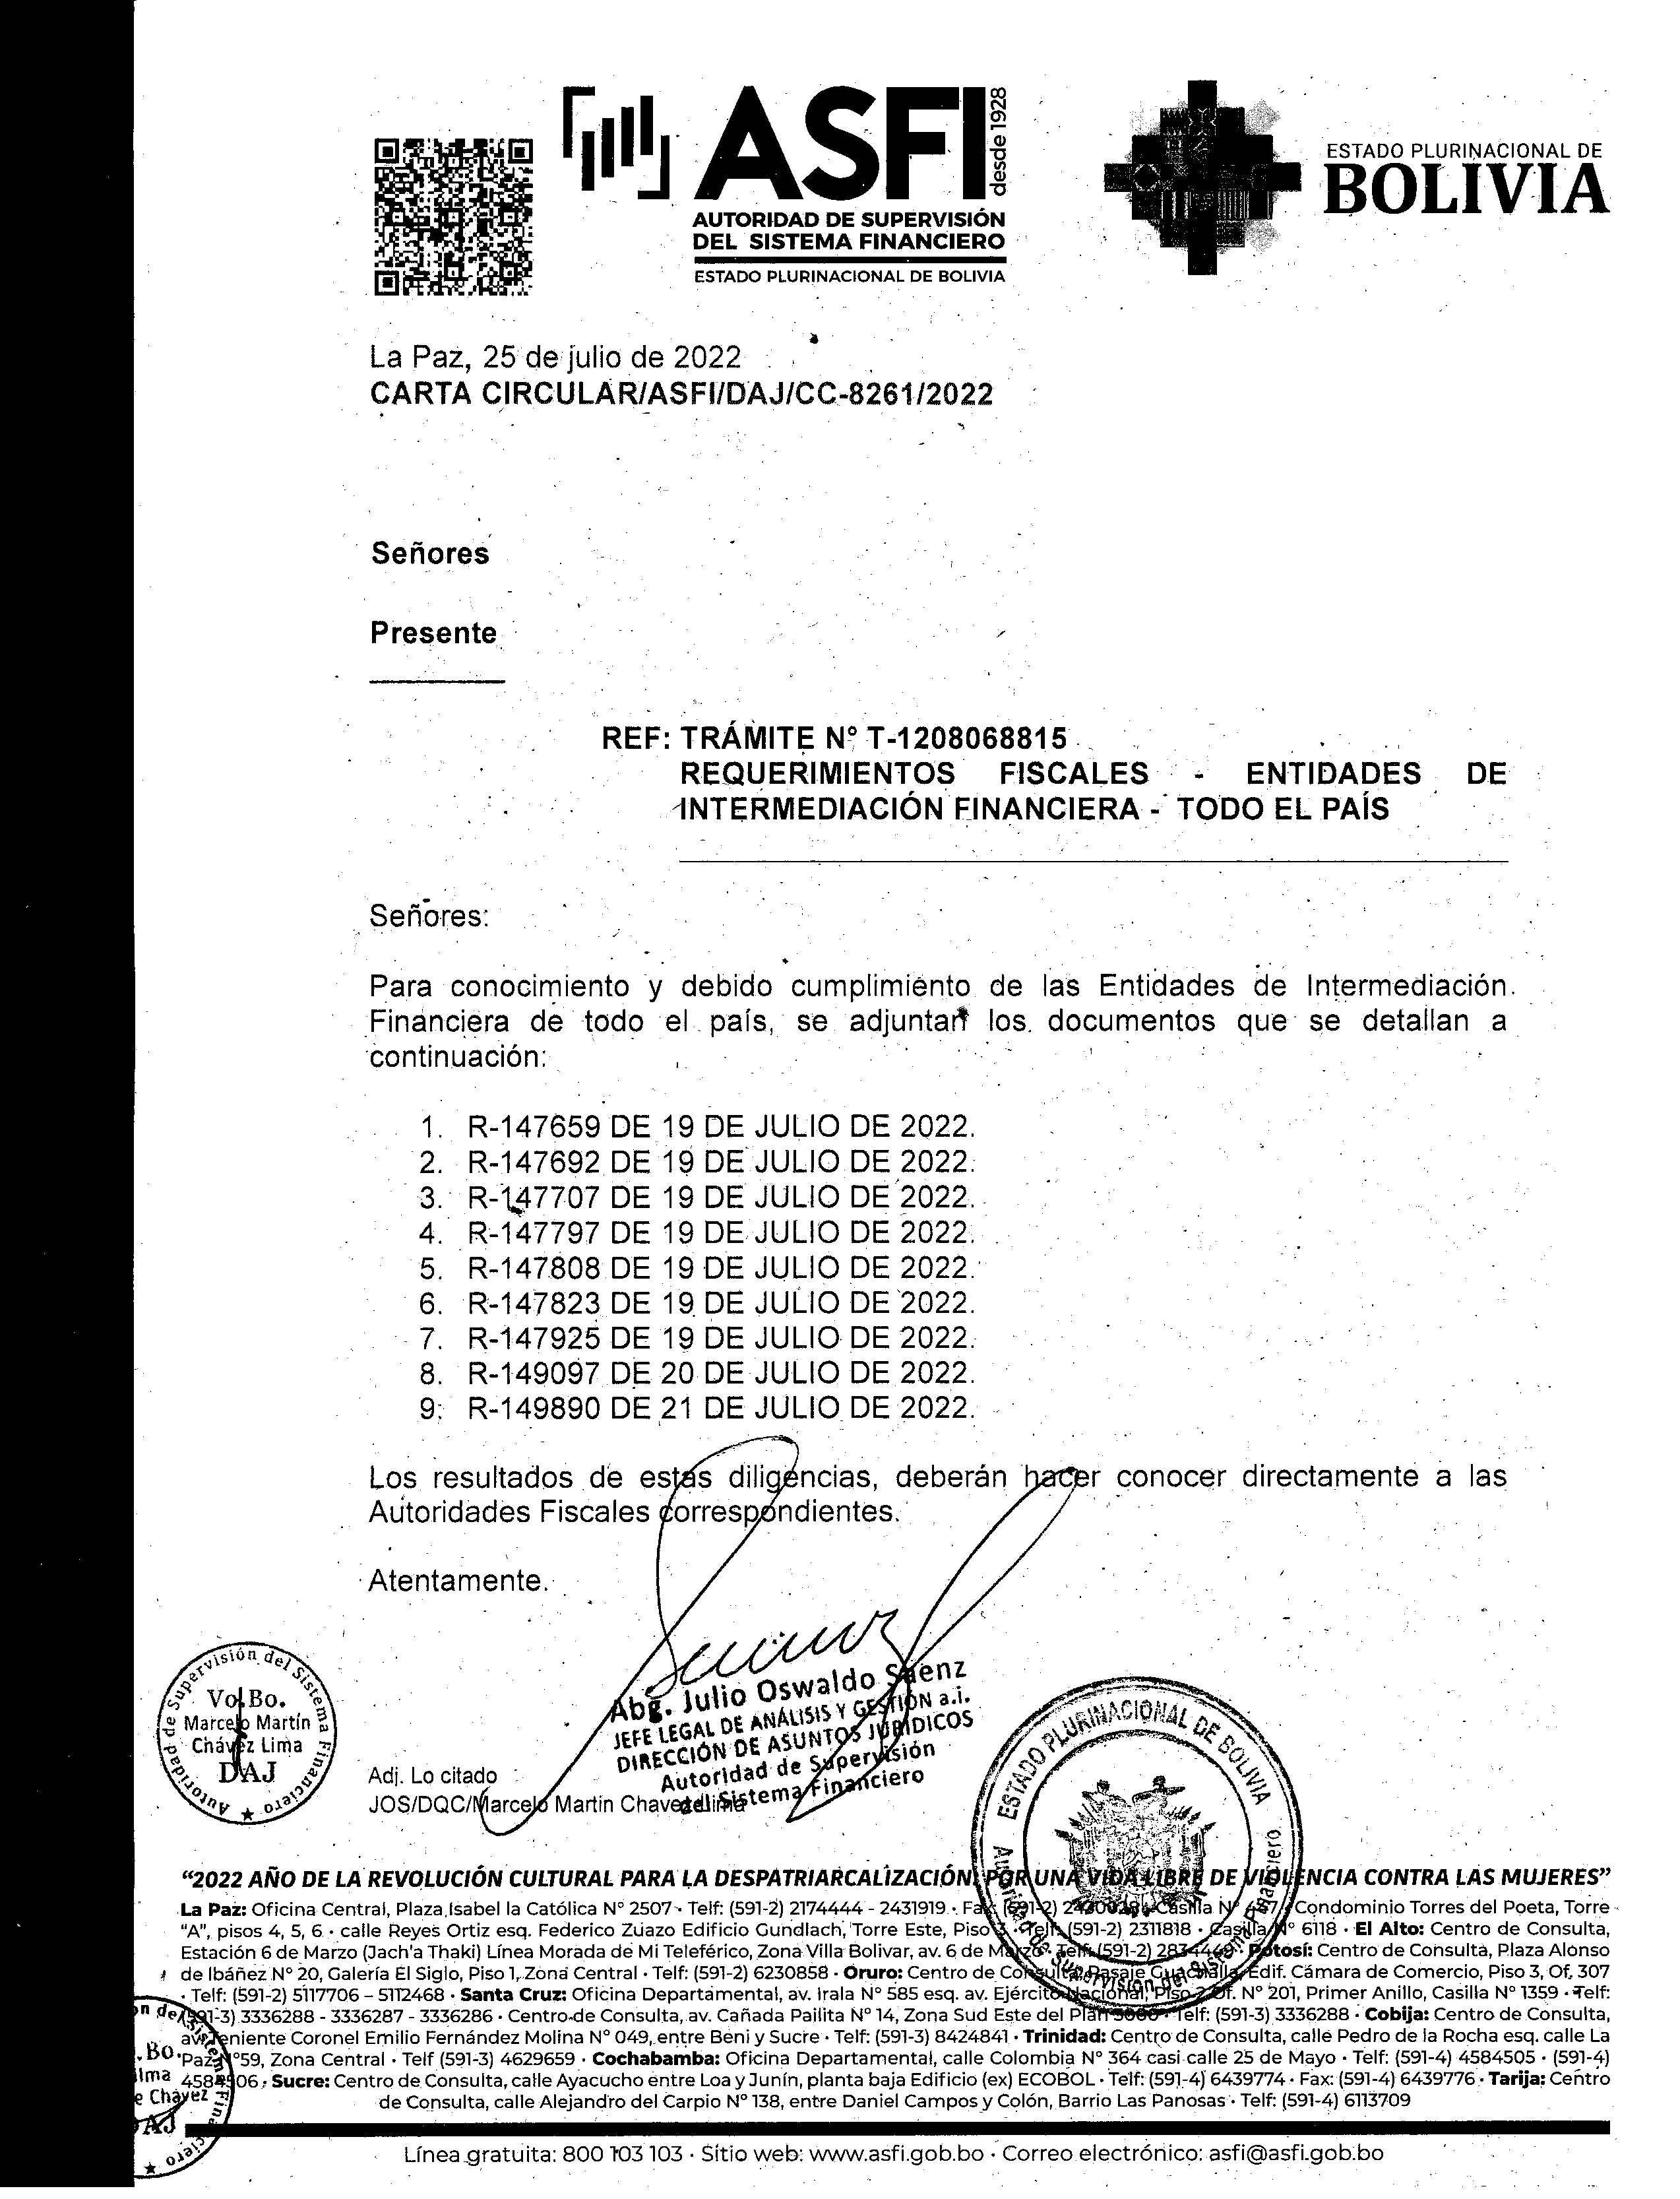 ASFI
desde 1928
AUTORIDAD DE SUPERVISIÓN
DEL SISTEMA FINANCIERO
ESTADO PLURINACIONAL DE BOLIVIA
ESTADO PLURINACIONAL DE
BOLIVIA
La Paz, 25 de julio de 2022
CARTA CIRCULAR/ASFI/DAJ/CC-8261/2022
Señores
Presente
REF: TRÁMITE Nº T-1208068815
REQUERIMIENTOS FISCALES - ENTIDADES DE
INTERMEDIACIÓN FINANCIERA - TODO EL PAÍS
Señores:
Para conocimiento y debido cumplimiento de las Entidades de Intermediación
Financiera de todo el país, se adjuntan los documentos que se detallan a
continuación:
1. R-147659 DE 19 DE JULIO DE 2022.
2. R-147692 DE 19 DE JULIO DE 2022.
3. R-147707 DE 19 DE JULIO DE 2022.
4. R-147797 DE 19 DE JULIO DE 2022.
5. R-147808 DE 19 DE JULIO DE 2022.
6. R-147823 DE 19 DE JULIO DE 2022.
7. R-147925 DE 19 DE JULIO DE 2022.
8. R-149097 DE 20 DE JULIO DE 2022.
9. R-149890 DE 21 DE JULIO DE 2022.
Los resultados de estas diligencias, deberán hacer conocer directamente a las
Autoridades Fiscales correspondientes.
Atentamente.
Abg. Julio Oswaldo Saenz
JEFE LEGAL DE ANÁLISIS Y GESTIÓN a.i.
DIRECCIÓN DE ASUNTOS JURÍDICOS
Autoridad de Supervisión
del Sistema Financiero
Autoridad de Supervisión del Sistema Financiero
VoBo.
Marcelo Martín
Chávez Lima
DAJ
Adj. Lo citado
JOS/DQC/Marcelo Martin Chavez Lima
ESTADO PLURINACIONAL DE BOLIVIA
Autoridad de Supervisión del Sistema Financiero
"2022 AÑO DE LA REVOLUCIÓN CULTURAL PARA LA DESPATRIARCALIZACIÓN: POR UNA VIDA LIBRE DE VIOLENCIA CONTRA LAS MUJERES"
La Paz: Oficina Central, Plaza Isabel la Católica Nº 2507 · Telf: (591-2) 2174444 - 2431919 · Fax: (591-2) Casilla Nº 447 Condominio Torres del Poeta, Torre
"A", pisos 4, 5, 6 · calle Reyes Ortiz esq. Federico Zuazo Edificio Gundlach, Torre Este, Piso 3 · Telf: (591-2) 2311818 · Casilla Nº 6118 · El Alto: Centro de Consulta,
Estación 6 de Marzo (Jach'a Thaki) Línea Morada de Mi Teleférico, Zona Villa Bolivar, av. 6 de Marzo · Telf: (591-2) · Potosí: Centro de Consulta, Plaza Alonso
de Ibáñez Nº 20, Galería El Siglo, Piso 1, Zona Central · Telf: (591-2) 6230858 · Oruro: Centro de Consulta, Pasaje Guachalla, Edif. Cámara de Comercio, Piso 3, Of. 307
· Telf: (591-2) 5117706 – 5112468 · Santa Cruz: Oficina Departamental, av. Irala Nº 585 esq. av. Ejército Nacional, Piso 2 Of. Nº 201, Primer Anillo, Casilla Nº 1359 · Telf:
(591-3) 3336288 - 3336287 - 3336286 · Centro de Consulta, av. Cañada Pailita Nº 14, Zona Sud Este del Plan 3000 · Telf: (591-3) 3336288 · Cobija: Centro de Consulta,
av. Teniente Coronel Emilio Fernández Molina Nº 049, entre Beni y Sucre · Telf: (591-3) 8424841 · Trinidad: Centro de Consulta, calle Pedro de la Rocha esq. calle La
Paz Nº59, Zona Central · Telf (591-3) 4629659 · Cochabamba: Oficina Departamental, calle Colombia Nº 364 casi calle 25 de Mayo · Telf: (591-4) 4584505 · (591-4)
4584506 · Sucre: Centro de Consulta, calle Ayacucho entre Loa y Junín, planta baja Edificio (ex) ECOBOL · Telf: (591-4) 6439774 · Fax: (591-4) 6439776 · Tarija: Centro
de Consulta, calle Alejandro del Carpio Nº 138, entre Daniel Campos y Colón, Barrio Las Panosas · Telf: (591-4) 6113709
Línea gratuita: 800 103 103 · Sitio web: www.asfi.gob.bo · Correo electrónico: asfi@asfi.gob.bo